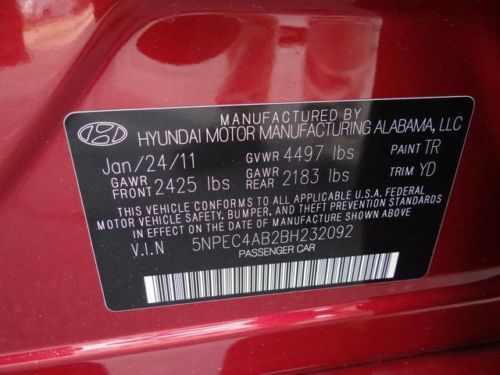 MANUFACTURED BY
HYUNDAI MOTOR MANUFACTURING ALABAMA, LLC
Jan/24/11 GVWR 4497 lbs PAINT TR
GAWR FRONT 2425 lbs GAWR REAR 2183 lbs TRIM YD
THIS VEHICLE CONFORMS TO ALL APPLICABLE U.S.A. FEDERAL
MOTOR VEHICLE SAFETY, BUMPER, AND THEFT PREVENTION STANDARDS
IN EFFECT ON THE DATE OF MANUFACTURE SHOWN ABOVE
V.I.N 5NPEC4AB2BH232092
PASSENGER CAR